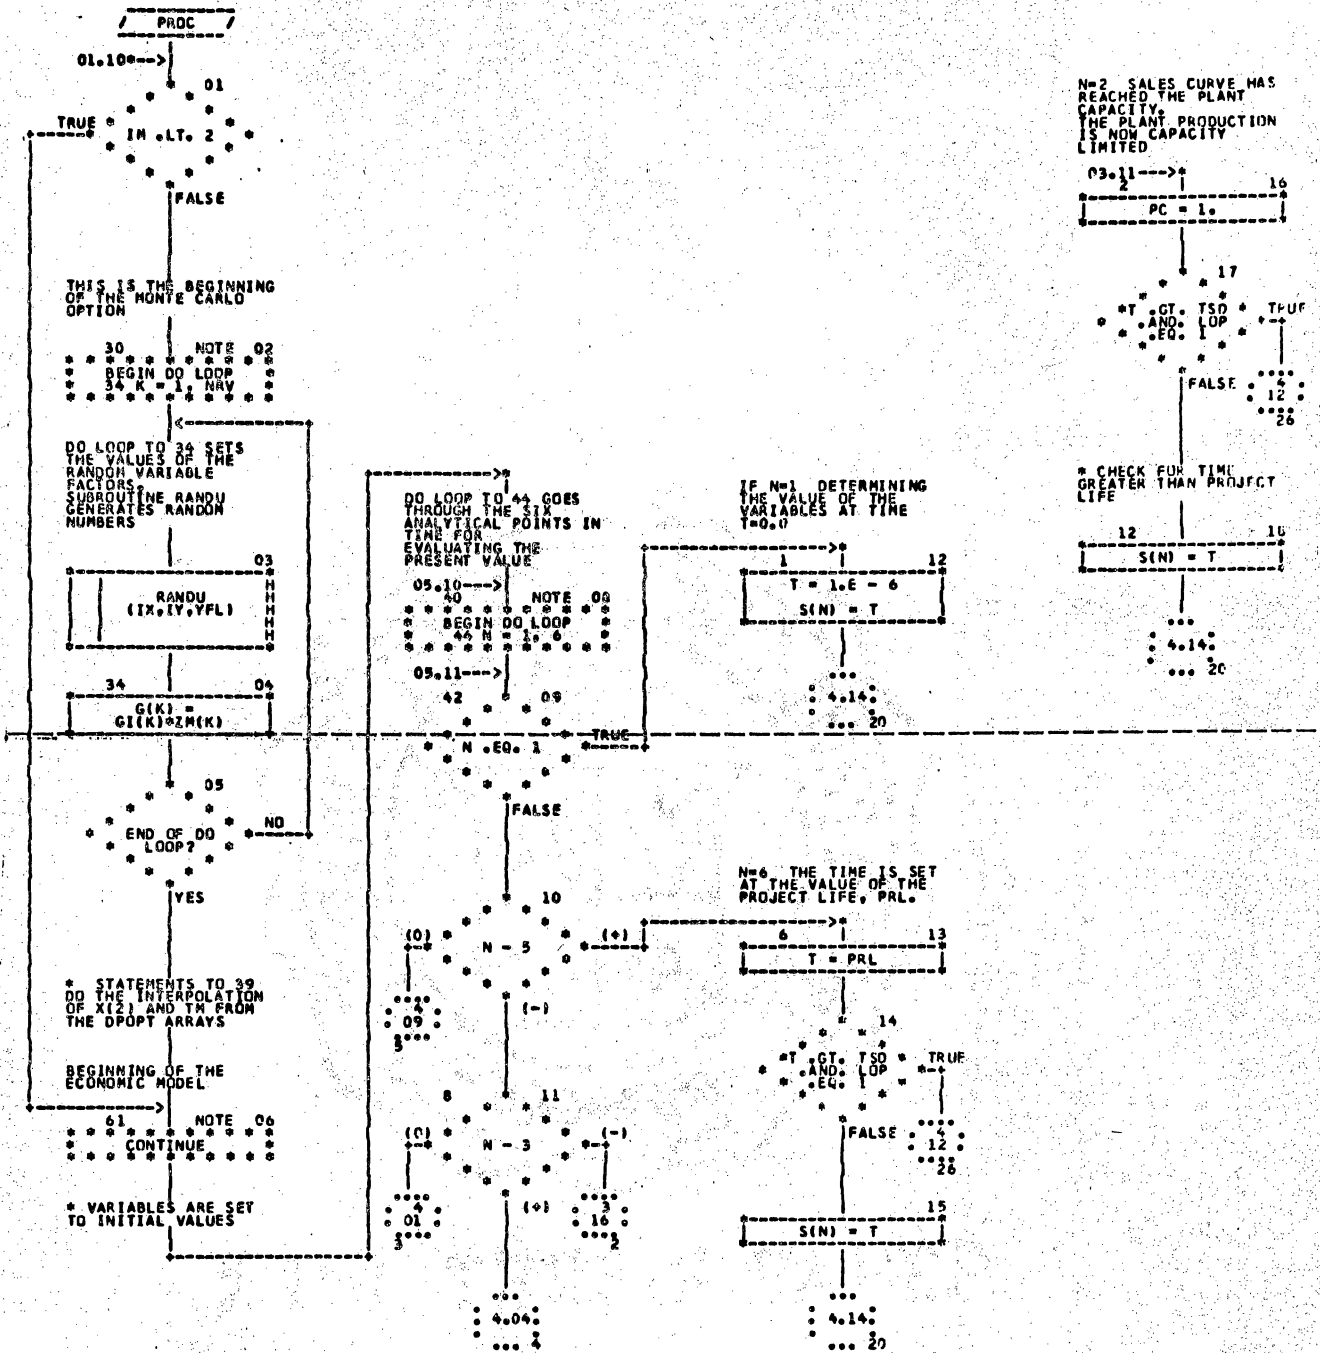 / PROC /
01.10*--->
01
TRUE
IM .LT. 2
FALSE
THIS IS THE BEGINNING
OF THE MONTE CARLO
OPTION
30 NOTE 02
BEGIN DO LOOP
34 K = 1, NRV
DO LOOP TO 34 SETS
THE VALUES OF THE
RANDOM VARIABLE
FACTORS.
SUBROUTINE RANDU
GENERATES RANDOM
NUMBERS
03
RANDU
(IX,IY,YFL)
H
H
H
H
H
34 04
G(K) =
GI(K)*ZM(K)
05
END OF DO
LOOP?
NO
YES
* STATEMENTS TO 39
DO THE INTERPOLATION
OF X(2) AND TM FROM
THE DPOPT ARRAYS
BEGINNING OF THE
ECONOMIC MODEL
61 NOTE 06
CONTINUE
* VARIABLES ARE SET
TO INITIAL VALUES
DO LOOP TO 44 GOES
THROUGH THE SIX
ANALYTICAL POINTS IN
TIME FOR
EVALUATING THE
PRESENT VALUE
05.10--->
40 NOTE 08
BEGIN DO LOOP
44 N = 1, 6
05.11--->
42 09
N .EQ. 1
TRUE
FALSE
10
(0)
N - 5
(+)
4
09
5
(-)
8 11
(0)
N - 3
(-)
4
01
3
(+)
3
16
2
4.04
4
IF N=1 DETERMINING
THE VALUE OF THE
VARIABLES AT TIME
T=0.0
1 12
T = 1.E - 6
S(N) = T
4.14
20
N=6 THE TIME IS SET
AT THE VALUE OF THE
PROJECT LIFE, PRL.
6 13
T = PRL
14
T .GT. TSD
.AND. LOP
.EQ. 1
TRUE
FALSE
4
12
26
15
S(N) = T
4.14
20
N=2 SALES CURVE HAS
REACHED THE PLANT
CAPACITY.
THE PLANT PRODUCTION
IS NOW CAPACITY
LIMITED
03.11--->*
2 16
PC = 1.
17
T .GT. TSD
.AND. LOP
.EQ. 1
TRUE
FALSE
4
12
26
* CHECK FOR TIME
GREATER THAN PROJECT
LIFE
12 18
S(N) = T
4.14
20